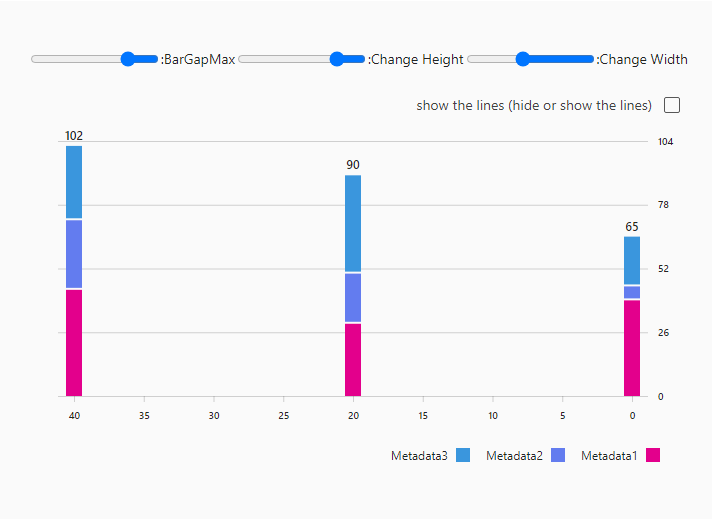 :BarGapMax :Change Height :Change Width
show the lines (hide or show the lines)
102
104
90
78
65
52
26
0
40 35 30 25 20 15 10 5 0
Metadata3 Metadata2 Metadata1